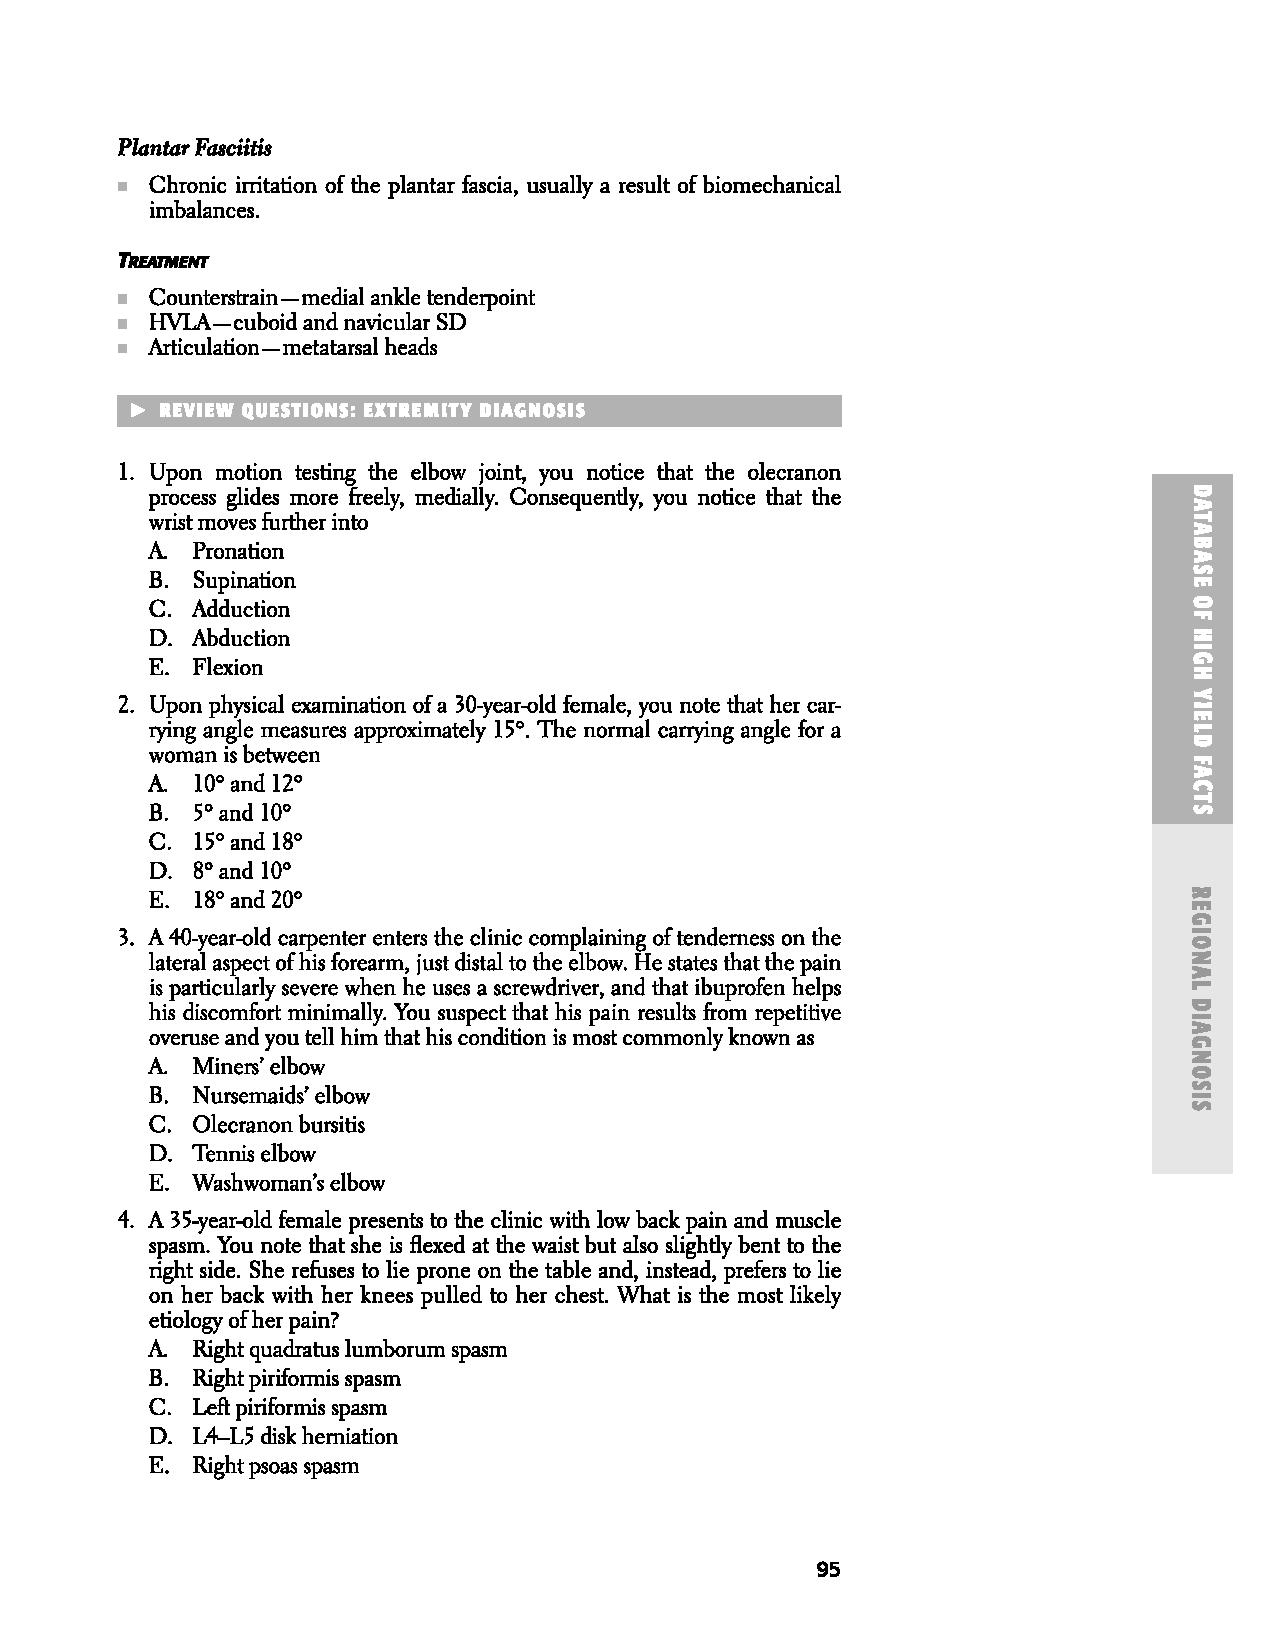 Plantar Fasciitis
■ Chronic irritation of the plantar fascia, usually a result of biomechanical
imbalances.
TREATMENT
■ Counterstrain—medial ankle tenderpoint
■ HVLA—cuboid and navicular SD
■ Articulation—metatarsal heads
► REVIEW QUESTIONS: EXTREMITY DIAGNOSIS
1. Upon motion testing the elbow joint, you notice that the olecranon
process glides more freely, medially. Consequently, you notice that the
wrist moves further into
A. Pronation
B. Supination
C. Adduction
D. Abduction
E. Flexion
2. Upon physical examination of a 30-year-old female, you note that her car-
rying angle measures approximately 15°. The normal carrying angle for a
woman is between
A. 10° and 12°
B. 5° and 10°
C. 15° and 18°
D. 8° and 10°
E. 18° and 20°
3. A 40-year-old carpenter enters the clinic complaining of tenderness on the
lateral aspect of his forearm, just distal to the elbow. He states that the pain
is particularly severe when he uses a screwdriver, and that ibuprofen helps
his discomfort minimally. You suspect that his pain results from repetitive
overuse and you tell him that his condition is most commonly known as
A. Miners' elbow
B. Nursemaids' elbow
C. Olecranon bursitis
D. Tennis elbow
E. Washwoman's elbow
4. A 35-year-old female presents to the clinic with low back pain and muscle
spasm. You note that she is flexed at the waist but also slightly bent to the
right side. She refuses to lie prone on the table and, instead, prefers to lie
on her back with her knees pulled to her chest. What is the most likely
etiology of her pain?
A. Right quadratus lumborum spasm
B. Right piriformis spasm
C. Left piriformis spasm
D. L4–L5 disk herniation
E. Right psoas spasm
DATABASE OF HIGH YIELD FACTS
REGIONAL DIAGNOSIS
95